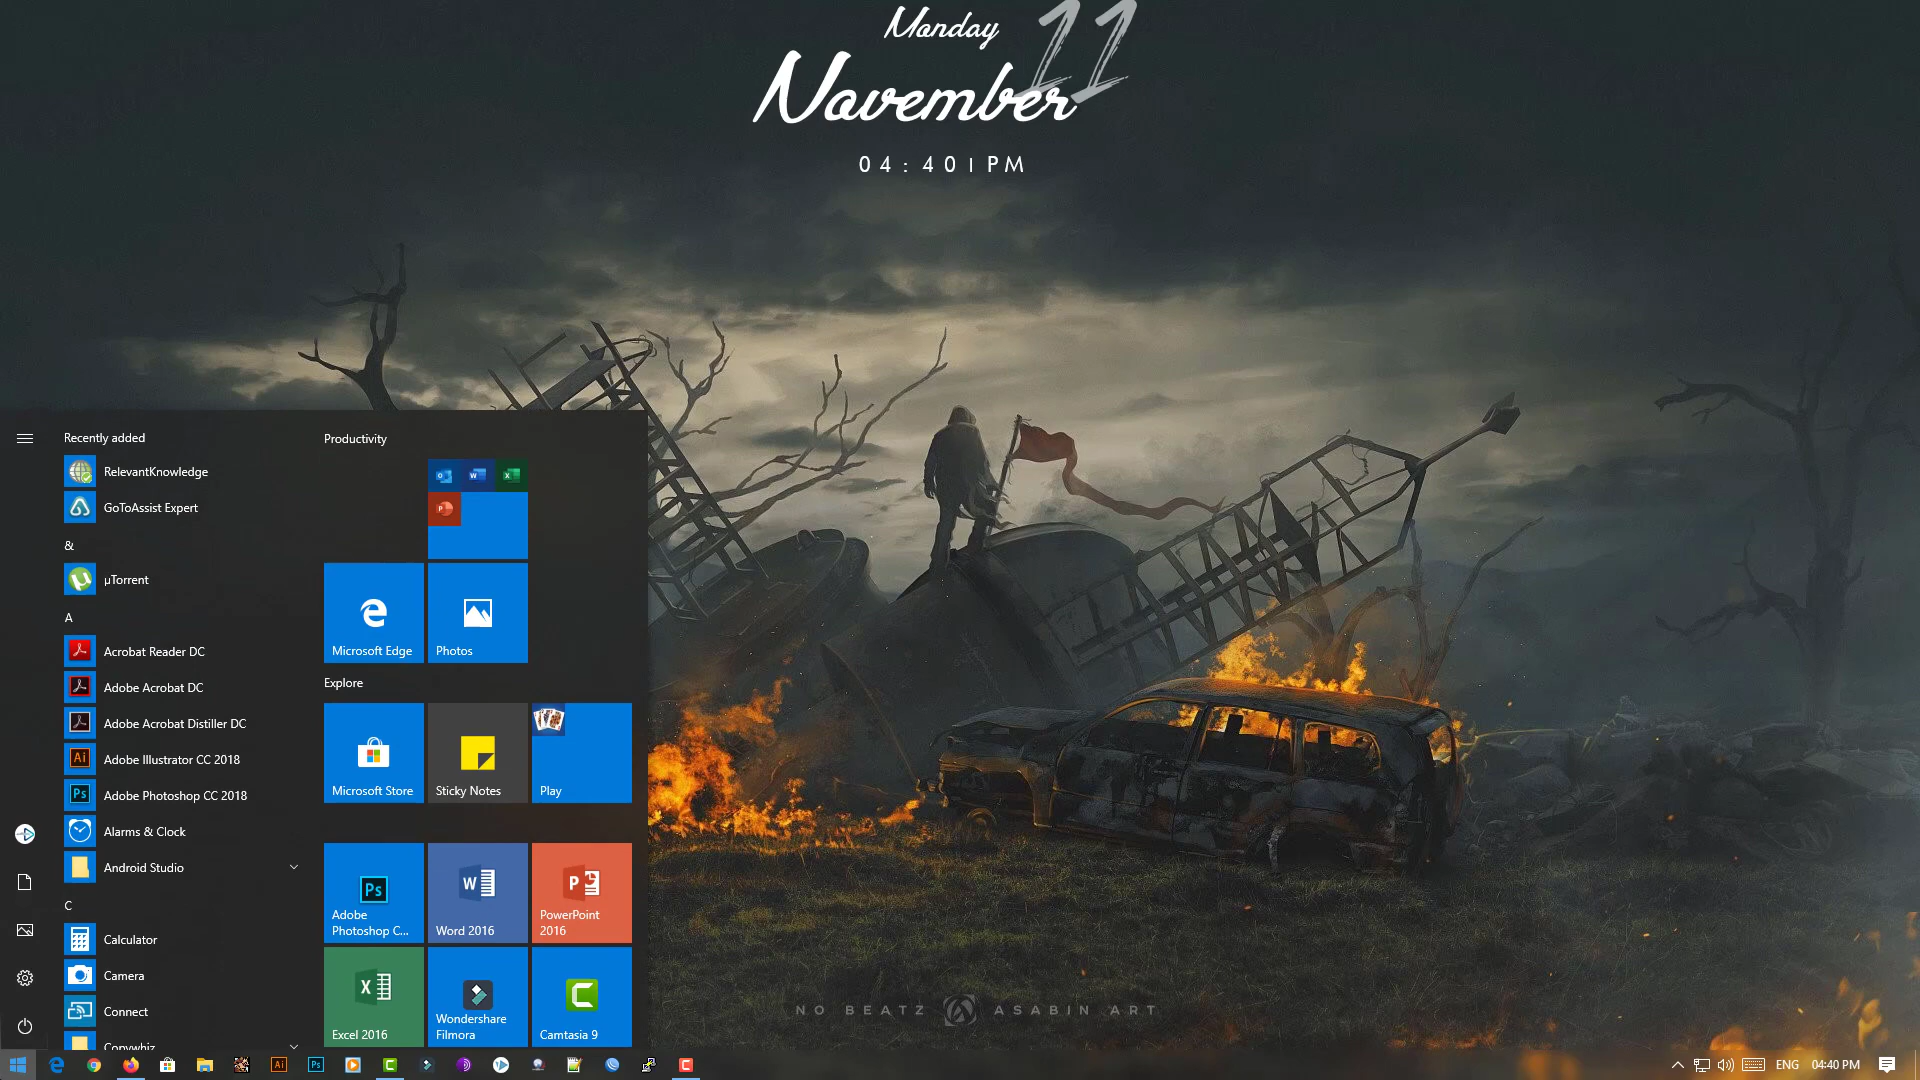 Monday
11
November
04:40 | PM
Recently added
RelevantKnowledge
GoToAssist Expert
&
µTorrent
A
Acrobat Reader DC
Adobe Acrobat DC
Adobe Acrobat Distiller DC
Adobe Illustrator CC 2018
Adobe Photoshop CC 2018
Alarms & Clock
Android Studio
C
Calculator
Camera
Connect
Copywhiz
Productivity
Microsoft Edge
Photos
Explore
Microsoft Store
Sticky Notes
Play
Adobe
Photoshop C...
Word 2016
PowerPoint
2016
Excel 2016
Wondershare
Filmora
Camtasia 9
NO BEATZ ASABIN ART
ENG 04:40 PM